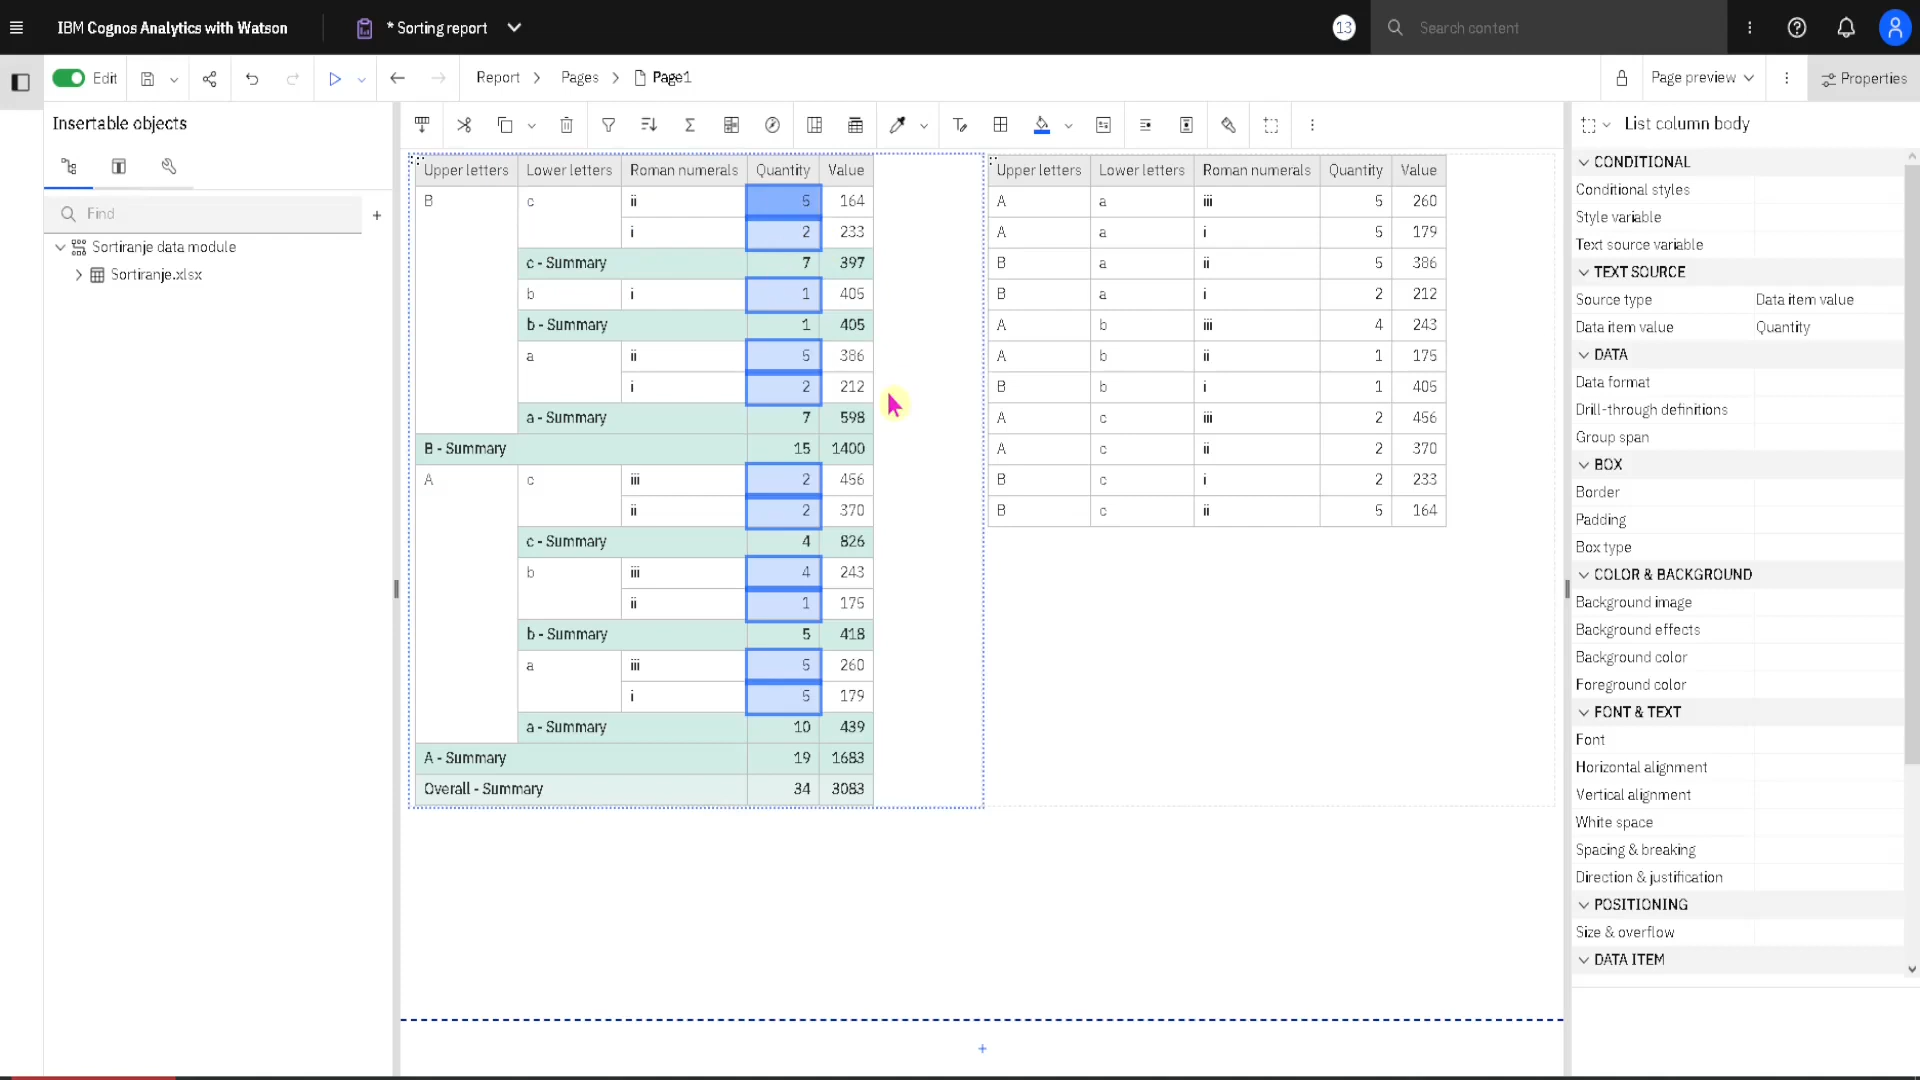 IBM Cognos Analytics with Watson
* Sorting report
13
Search content
Edit
Report > Pages > Page1
Page preview
Properties
Insertable objects
Find
Sortiranje data module
Sortiranje.xlsx
Upper letters Lower letters Roman numerals Quantity Value
B c ii 5 164
i 2 233
c - Summary 7 397
b i 1 405
b - Summary 1 405
a ii 5 386
i 2 212
a - Summary 7 598
B - Summary 15 1400
A c iii 2 456
ii 2 370
c - Summary 4 826
b iii 4 243
ii 1 175
b - Summary 5 418
a iii 5 260
i 5 179
a - Summary 10 439
A - Summary 19 1683
Overall - Summary 34 3083
Upper letters Lower letters Roman numerals Quantity Value
A a iii 5 260
A a i 5 179
B a ii 5 386
B a i 2 212
A b iii 4 243
A b ii 1 175
B b i 1 405
A c iii 2 456
A c ii 2 370
B c i 2 233
B c ii 5 164
List column body
CONDITIONAL
Conditional styles
Style variable
Text source variable
TEXT SOURCE
Source type Data item value
Data item value Quantity
DATA
Data format
Drill-through definitions
Group span
BOX
Border
Padding
Box type
COLOR & BACKGROUND
Background image
Background effects
Background color
Foreground color
FONT & TEXT
Font
Horizontal alignment
Vertical alignment
White space
Spacing & breaking
Direction & justification
POSITIONING
Size & overflow
DATA ITEM